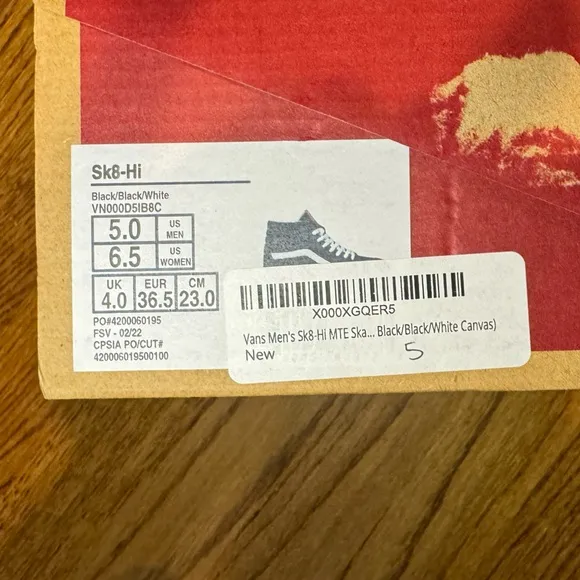 Sk8-Hi
Black/Black/White
VN000D5IB8C
5.0 US MEN
6.5 US WOMEN
UK 4.0 EUR 36.5 CM 23.0
PO#4200060195
FSV - 02/22
CPSIA PO/CUT#
420006019500100
X000XGQER5
Vans Men's Sk8-Hi MTE Ska... Black/Black/White Canvas)
New
5